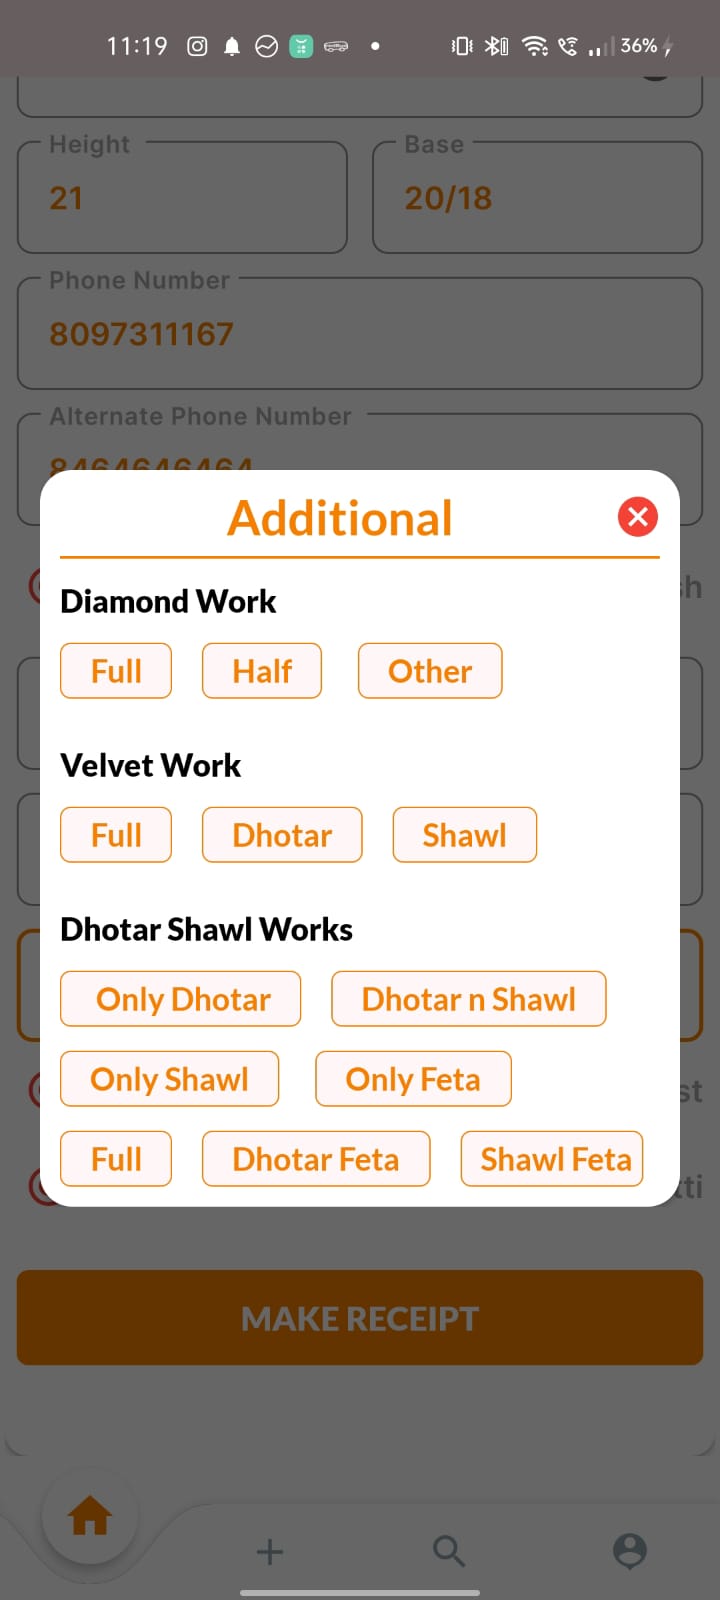 11:19 36%
Height Base
21 20/18
Phone Number
8097311167
Alternate Phone Number
8464646464
Additional
Diamond Work
Full Half Other
Velvet Work
Full Dhotar Shawl
Dhotar Shawl Works
Only Dhotar Dhotar n Shawl
Only Shawl Only Feta
Full Dhotar Feta Shawl Feta
MAKE RECEIPT